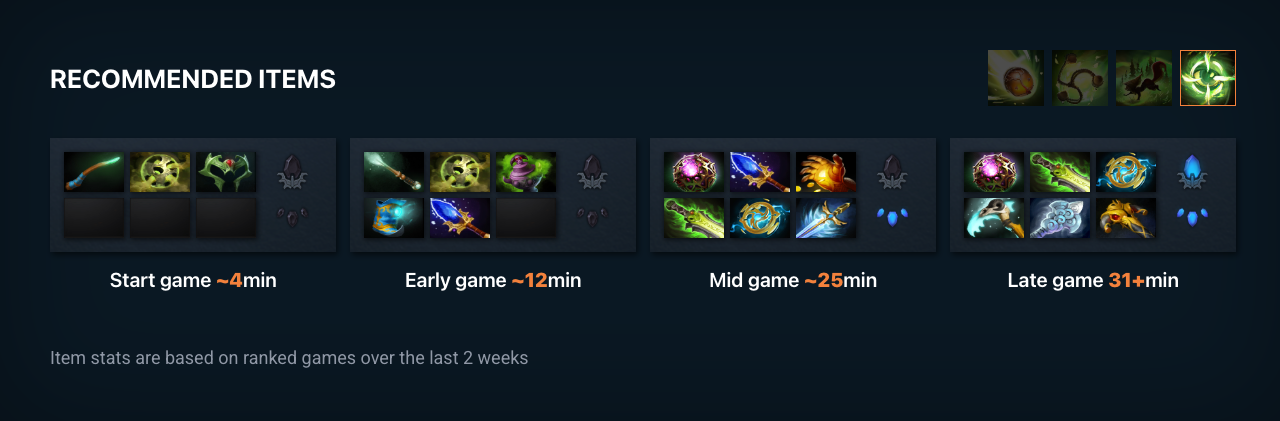 RECOMMENDED ITEMS
Start game ~4min
Early game ~12min
Mid game ~25min
Late game 31+min
Item stats are based on ranked games over the last 2 weeks